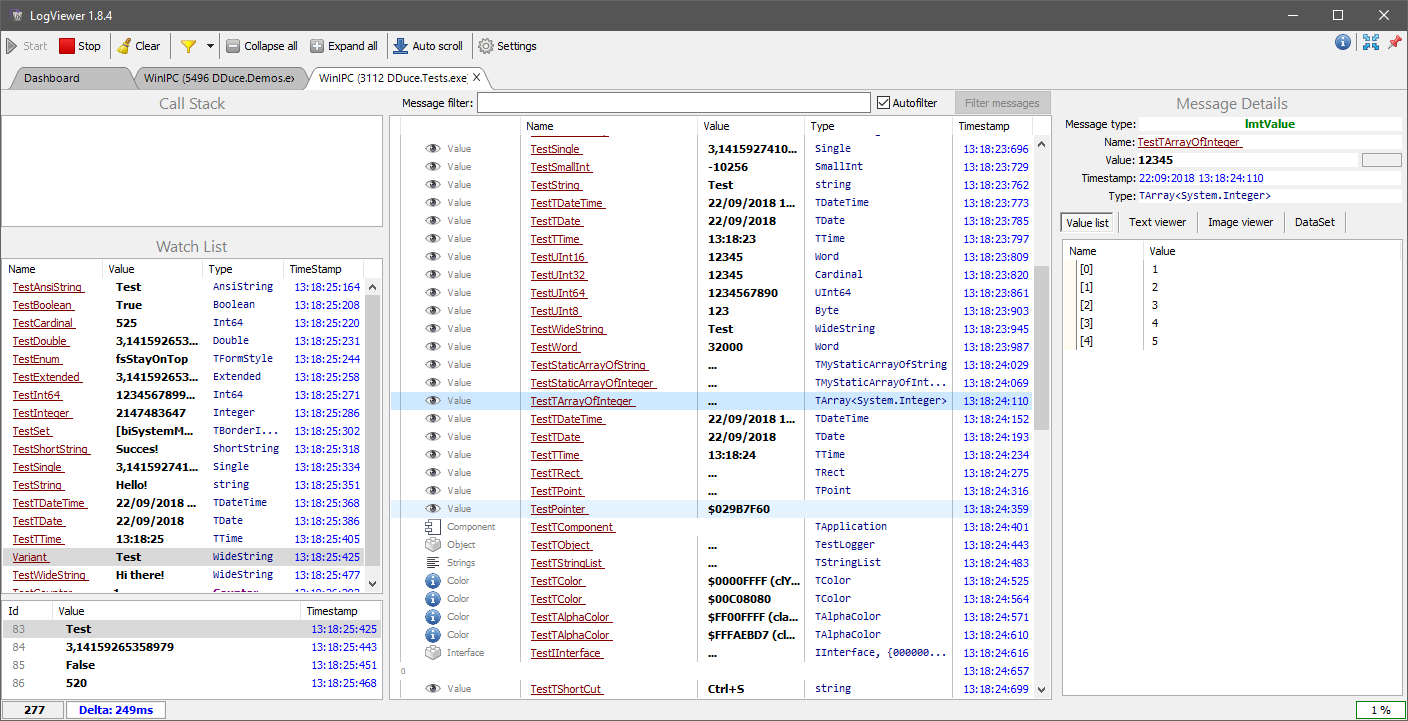 LogViewer 1.8.4
Start Stop Clear Collapse all Expand all Auto scroll Settings
Dashboard WinIPC (5496 DDuce.Demos.ex WinIPC (3112 DDuce.Tests.exe
Call Stack
Watch List
Name Value Type TimeStamp
TestAnsiString Test AnsiString 13:18:25:164
TestBoolean True Boolean 13:18:25:208
TestCardinal 525 Int64 13:18:25:220
TestDouble 3,141592653... Double 13:18:25:231
TestEnum fsStayOnTop TFormStyle 13:18:25:244
TestExtended 3,141592653... Extended 13:18:25:258
TestInt64 1234567899... Int64 13:18:25:271
TestInteger 2147483647 Integer 13:18:25:286
TestSet [biSystemM... TBorderI... 13:18:25:302
TestShortString Succes! ShortString 13:18:25:318
TestSingle 3,141592741... Single 13:18:25:334
TestString Hello! string 13:18:25:351
TestTDateTime 22/09/2018 ... TDateTime 13:18:25:368
TestTDate 22/09/2018 TDate 13:18:25:386
TestTTime 13:18:25 TTime 13:18:25:405
Variant Test WideString 13:18:25:425
TestWideString Hi there! WideString 13:18:25:477
Id Value Timestamp
83 Test 13:18:25:425
84 3,14159265358979 13:18:25:443
85 False 13:18:25:451
86 520 13:18:25:468
277 Delta: 249ms
Message filter: Autofilter Filter messages
Name Value Type Timestamp
Value TestSingle 3,1415927410... Single 13:18:23:696
Value TestSmallInt -10256 SmallInt 13:18:23:729
Value TestString Test string 13:18:23:762
Value TestTDateTime 22/09/2018 1... TDateTime 13:18:23:773
Value TestTDate 22/09/2018 TDate 13:18:23:785
Value TestTTime 13:18:23 TTime 13:18:23:797
Value TestUInt16 12345 Word 13:18:23:809
Value TestUInt32 12345 Cardinal 13:18:23:820
Value TestUInt64 1234567890 UInt64 13:18:23:861
Value TestUInt8 123 Byte 13:18:23:903
Value TestWideString Test WideString 13:18:23:945
Value TestWord 32000 Word 13:18:23:987
Value TestStaticArrayOfString ... TMyStaticArrayOfString 13:18:24:029
Value TestStaticArrayOfInteger ... TMyStaticArrayOfInt... 13:18:24:069
Value TestTArrayOfInteger ... TArray<System.Integer> 13:18:24:110
Value TestTDateTime 22/09/2018 1... TDateTime 13:18:24:152
Value TestTDate 22/09/2018 TDate 13:18:24:193
Value TestTTime 13:18:24 TTime 13:18:24:234
Value TestTRect ... TRect 13:18:24:275
Value TestTPoint ... TPoint 13:18:24:316
Value TestPointer $029B7F60 13:18:24:359
Component TestTComponent TApplication 13:18:24:401
Object TestTObject ... TestLogger 13:18:24:443
Strings TestTStringList TStringList 13:18:24:483
Color TestTColor $0000FFFF (clY... TColor 13:18:24:525
Color TestTColor $00C08080 TColor 13:18:24:564
Color TestTAlphaColor $FF00FFFF (cla... TAlphaColor 13:18:24:571
Color TestTAlphaColor $FFFAEBD7 (cl... TAlphaColor 13:18:24:610
Interface TestIInterface ... IInterface, {000000... 13:18:24:616
0 13:18:24:657
Value TestTShortCut Ctrl+S string 13:18:24:699
Message Details
Message type: lmtValue
Name: TestTArrayOfInteger
Value: 12345
Timestamp: 22:09:2018 13:18:24:110
Type: TArray<System.Integer>
Value list Text viewer Image viewer DataSet
Name Value
[0] 1
[1] 2
[2] 3
[3] 4
[4] 5
1 %